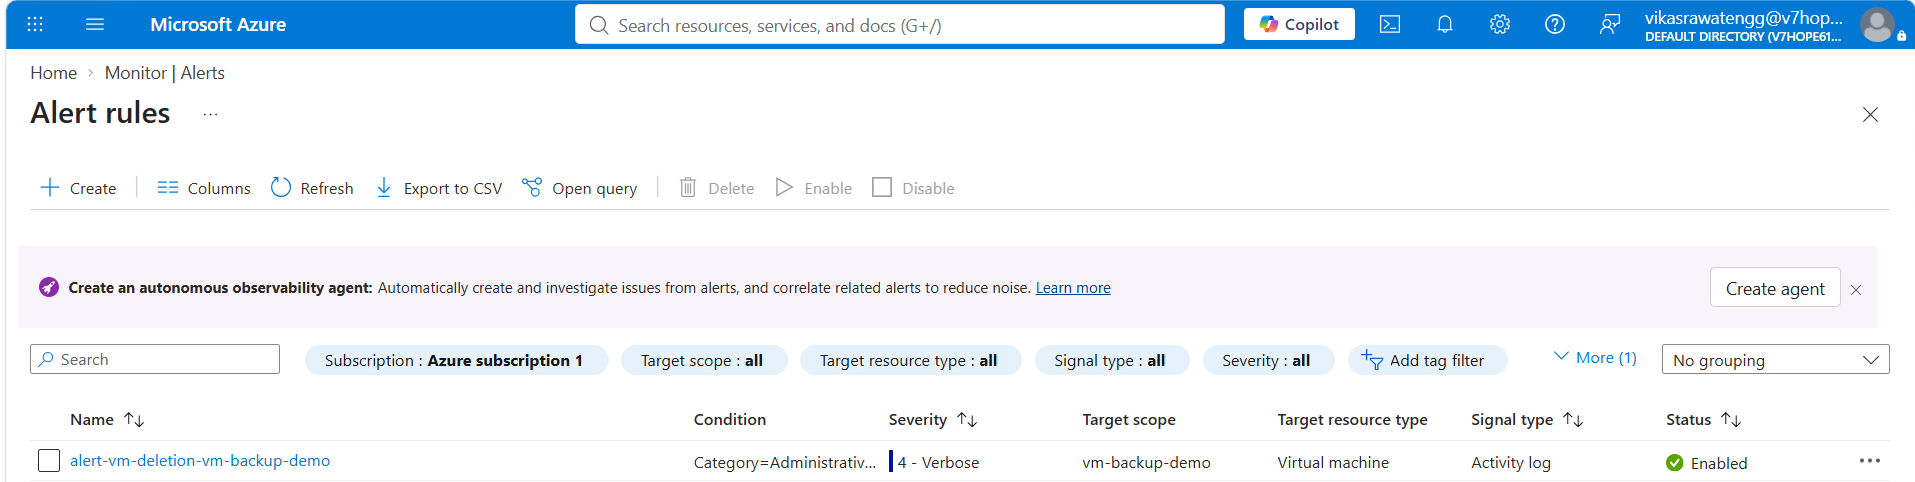 Microsoft Azure
Search resources, services, and docs (G+/)
Copilot
vikasrawatengg@v7hop...
DEFAULT DIRECTORY (V7HOPE61...
Home > Monitor | Alerts
Alert rules ...
+ Create Columns Refresh Export to CSV Open query Delete Enable Disable
Create an autonomous observability agent: Automatically create and investigate issues from alerts, and correlate related alerts to reduce noise. Learn more
Create agent
Search
Subscription : Azure subscription 1
Target scope : all
Target resource type : all
Signal type : all
Severity : all
Add tag filter
More (1)
No grouping
Name Condition Severity Target scope Target resource type Signal type Status
alert-vm-deletion-vm-backup-demo Category=Administrativ... 4 - Verbose vm-backup-demo Virtual machine Activity log Enabled ...